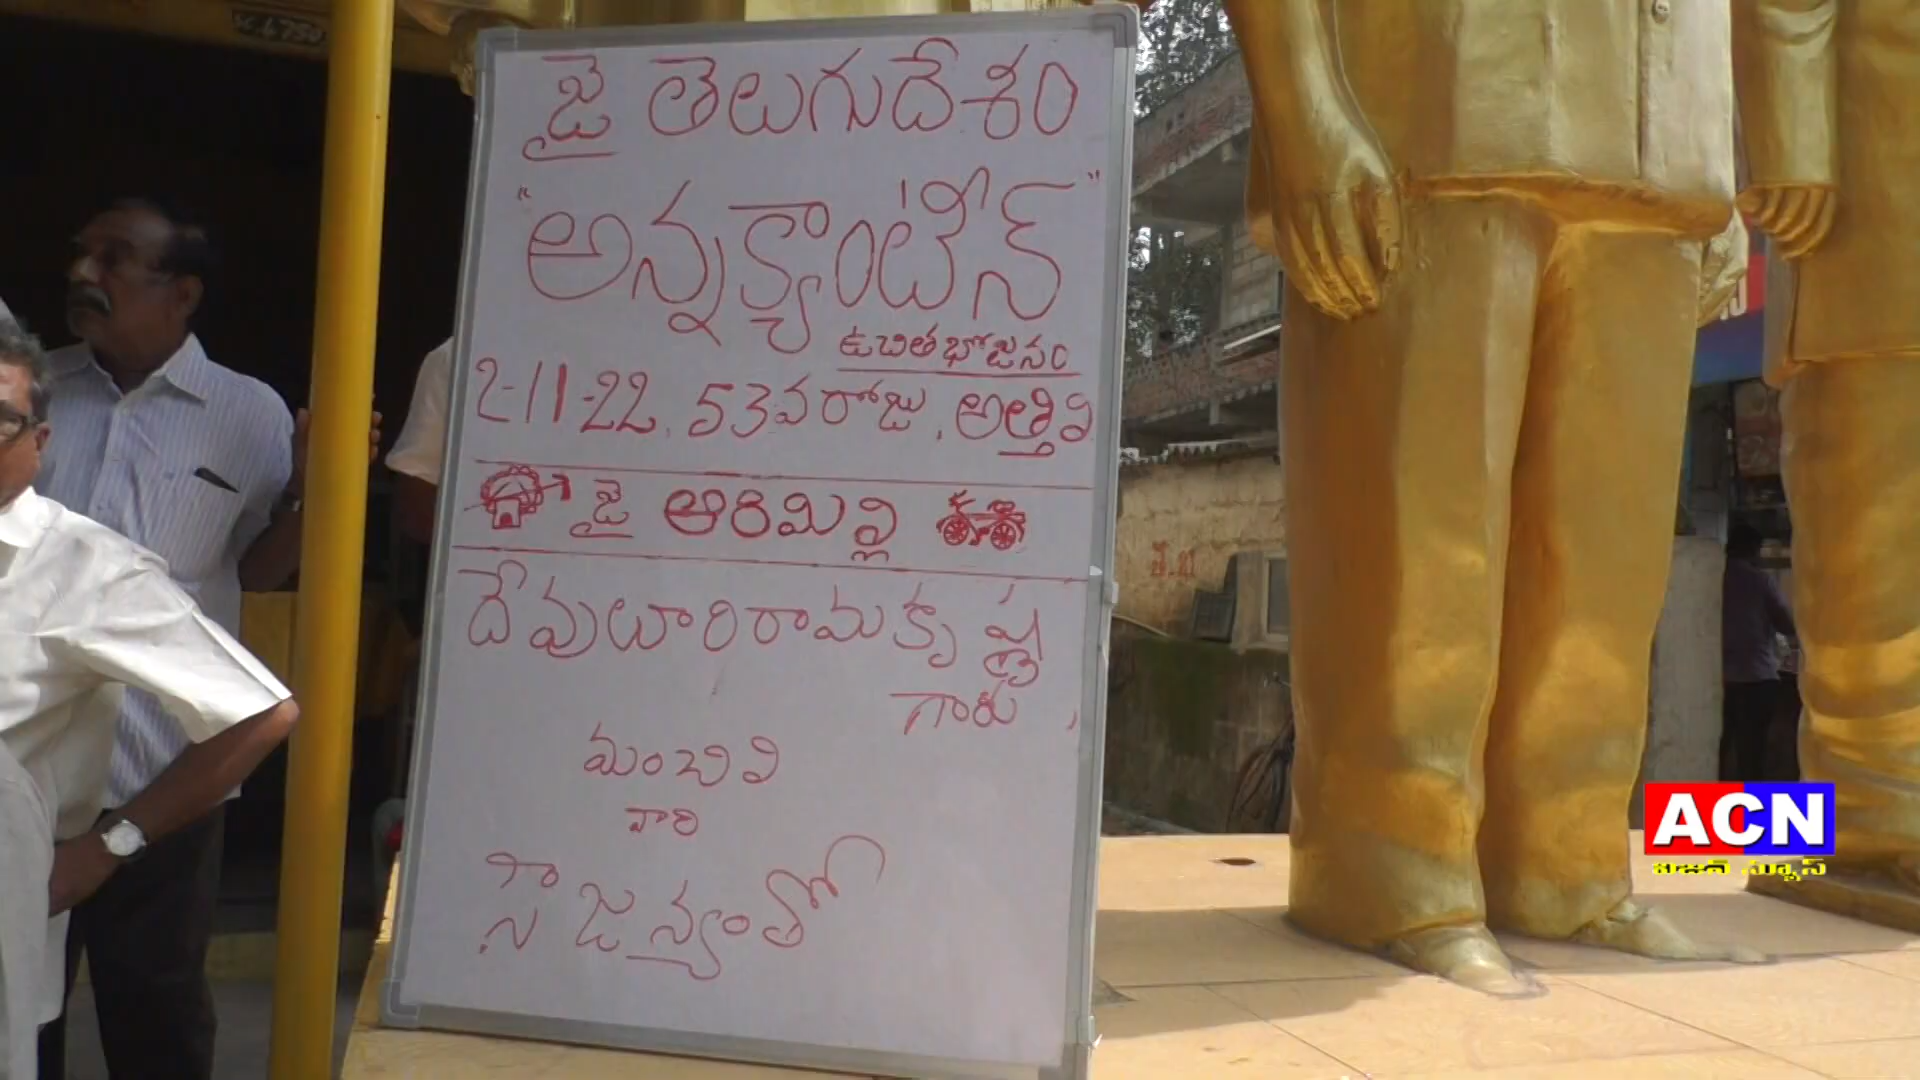 జై తెలుగుదేశం
"అన్నక్యాంటీన్"
ఉచితభోజనం
2-11-22, 53వ రోజు, అత్తిలి
జై ఆరిమిల్లి
దేవులూరి రామకృష్ణ
గారు,
మంచిలి
వారి
సౌజన్యంతో
ACN